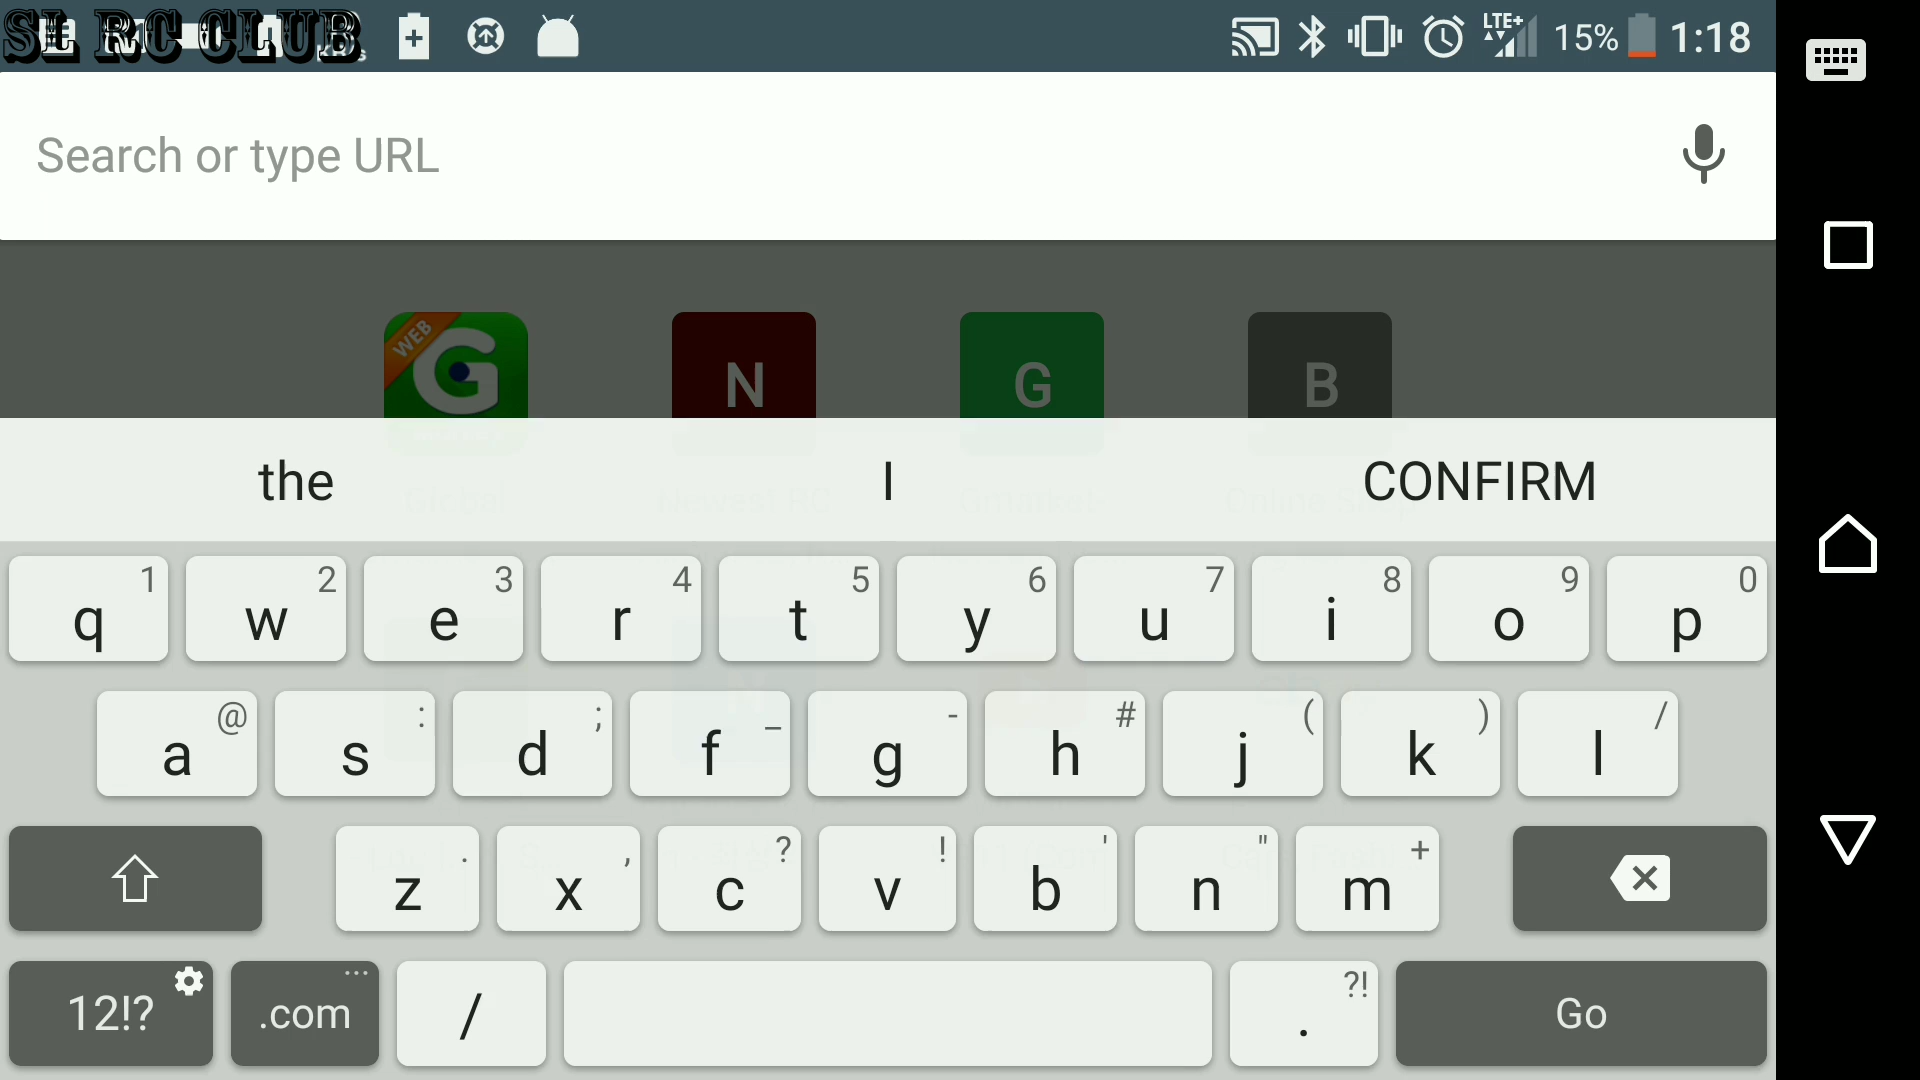 SL RC CLUB
LTE+ 15% 1:18
Search or type URL
WEB
G N G B
the I CONFIRM
q 1 w 2 e 3 r 4 t 5 y 6 u 7 i 8 o 9 p 0
a @ s : d ; f _ g - h # j ( k ) l /
z . x , c ? v ! b ' n " m +
12!? .com ... / . ?! Go